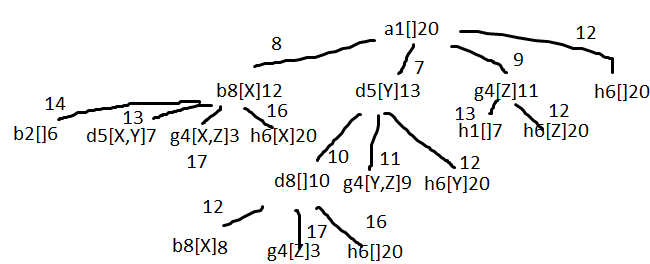 a1[]20
8
7
9
12
b8[X]12
d5[Y]13
g4[Z]11
h6[]20
14
13
16
13
12
b2[]6
d5[X,Y]7
g4[X,Z]3
h6[X]20
h1[]7
h6[Z]20
17
10
11
12
d8[]10
g4[Y,Z]9
h6[Y]20
12
17
16
b8[X]8
g4[Z]3
h6[]20